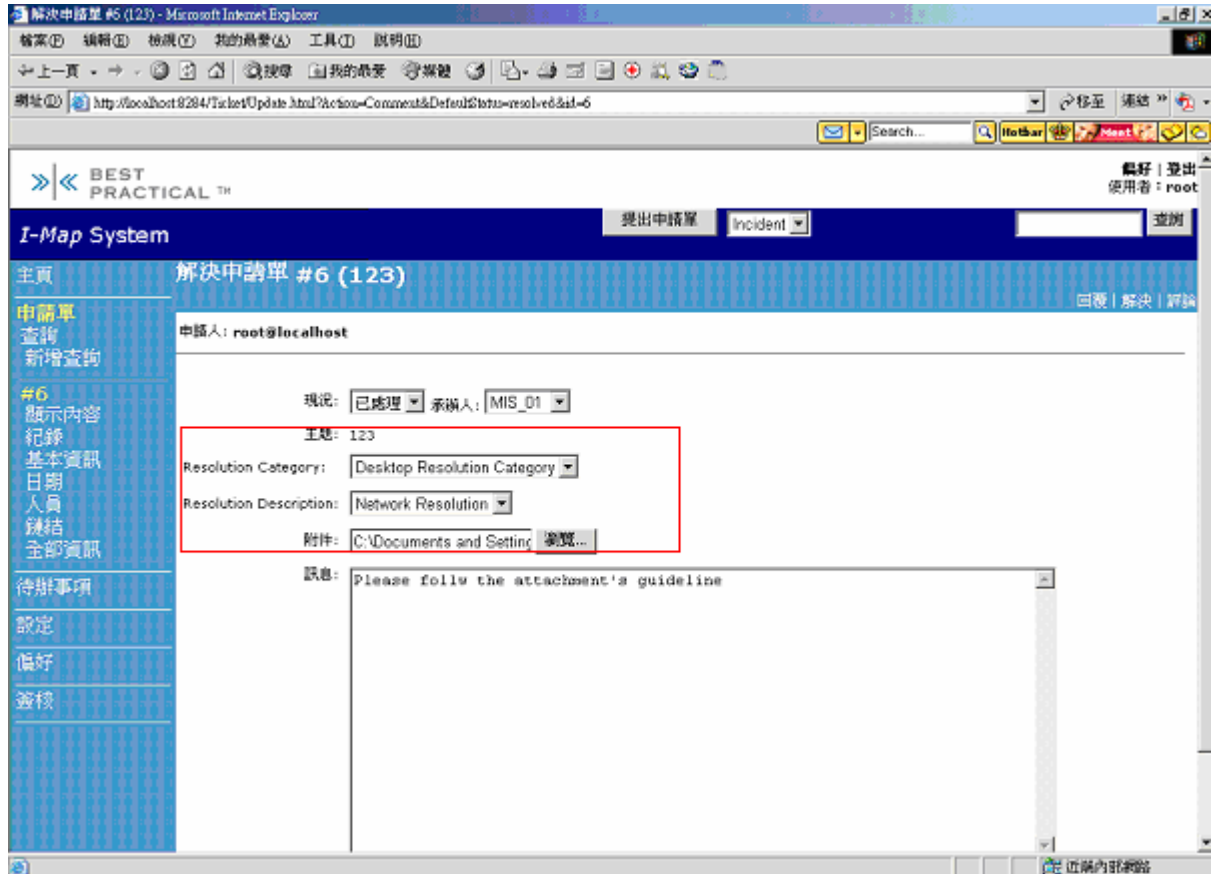 解決申請單 #6 (123) - Microsoft Internet Explorer
檔案(F) 編輯(E) 檢視(V) 我的最愛(A) 工具(T) 說明(H)
上一頁 搜尋 我的最愛 媒體
網址(D) http://localhost:8284/Ticket/Update.html?Action=Comment&DefaultStatus=resolved&id=6 移至 連結 »
Search... Hotbar
BEST PRACTICAL TM
偏好 | 登出
使用者：root
I-Map System 提出申請單 Incident 查詢
主頁
解決申請單 #6 (123)
回覆 | 解決 | 評論
申請單
查詢
新增查詢
#6
顯示內容
紀錄
基本資訊
日期
人員
鏈結
全部資訊
待辦事項
設定
偏好
簽核
申請人: root@localhost
現況: 已處理 承辦人: MIS_01
主題: 123
Resolution Category: Desktop Resolution Category
Resolution Description: Network Resolution
附件: C:\Documents and Setting 瀏覽...
訊息: Please follw the attachment's guideline
近端內部網路